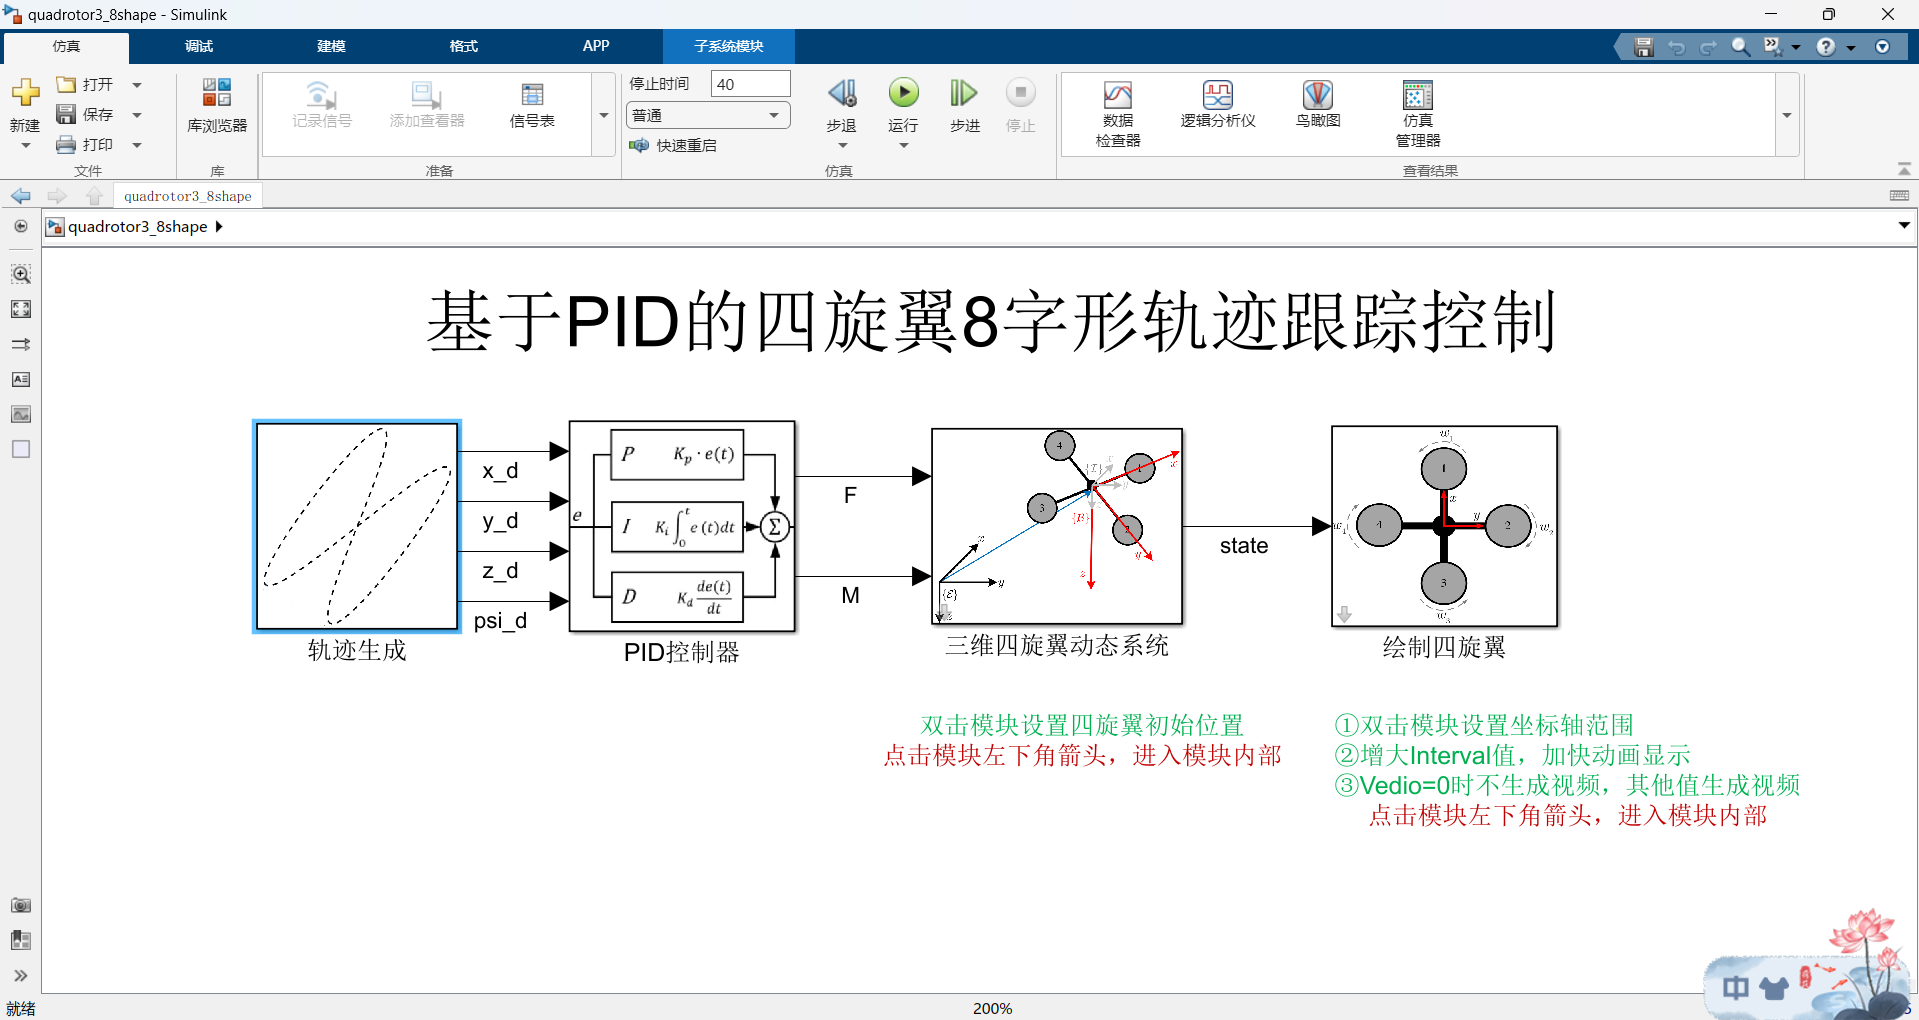 quadrotor3_8shape - Simulink
仿真 调试 建模 格式 APP 子系统模块
新建
打开
保存
打印
文件
库浏览器
库
记录信号
添加查看器
信号表
准备
停止时间 40
普通
快速重启
步退
运行
步进
停止
仿真
数据
检查器
逻辑分析仪
鸟瞰图
仿真
管理器
查看结果
quadrotor3_8shape
quadrotor3_8shape
基于PID的四旋翼8字形轨迹跟踪控制
x_d
y_d
z_d
psi_d
轨迹生成
e
P K_p · e(t)
I K_i ∫_0^t e(t)dt
D K_d de(t)/dt
Σ
PID控制器
F
M
4
1
3
2
{I}
{B}
{E}
x
y
z
x
y
三维四旋翼动态系统
state
w_1
1
x
4
y
2
w_2
3
w_3
绘制四旋翼
双击模块设置四旋翼初始位置
点击模块左下角箭头，进入模块内部
①双击模块设置坐标轴范围
②增大Interval值，加快动画显示
③Vedio=0时不生成视频，其他值生成视频
点击模块左下角箭头，进入模块内部
就绪
200%
中